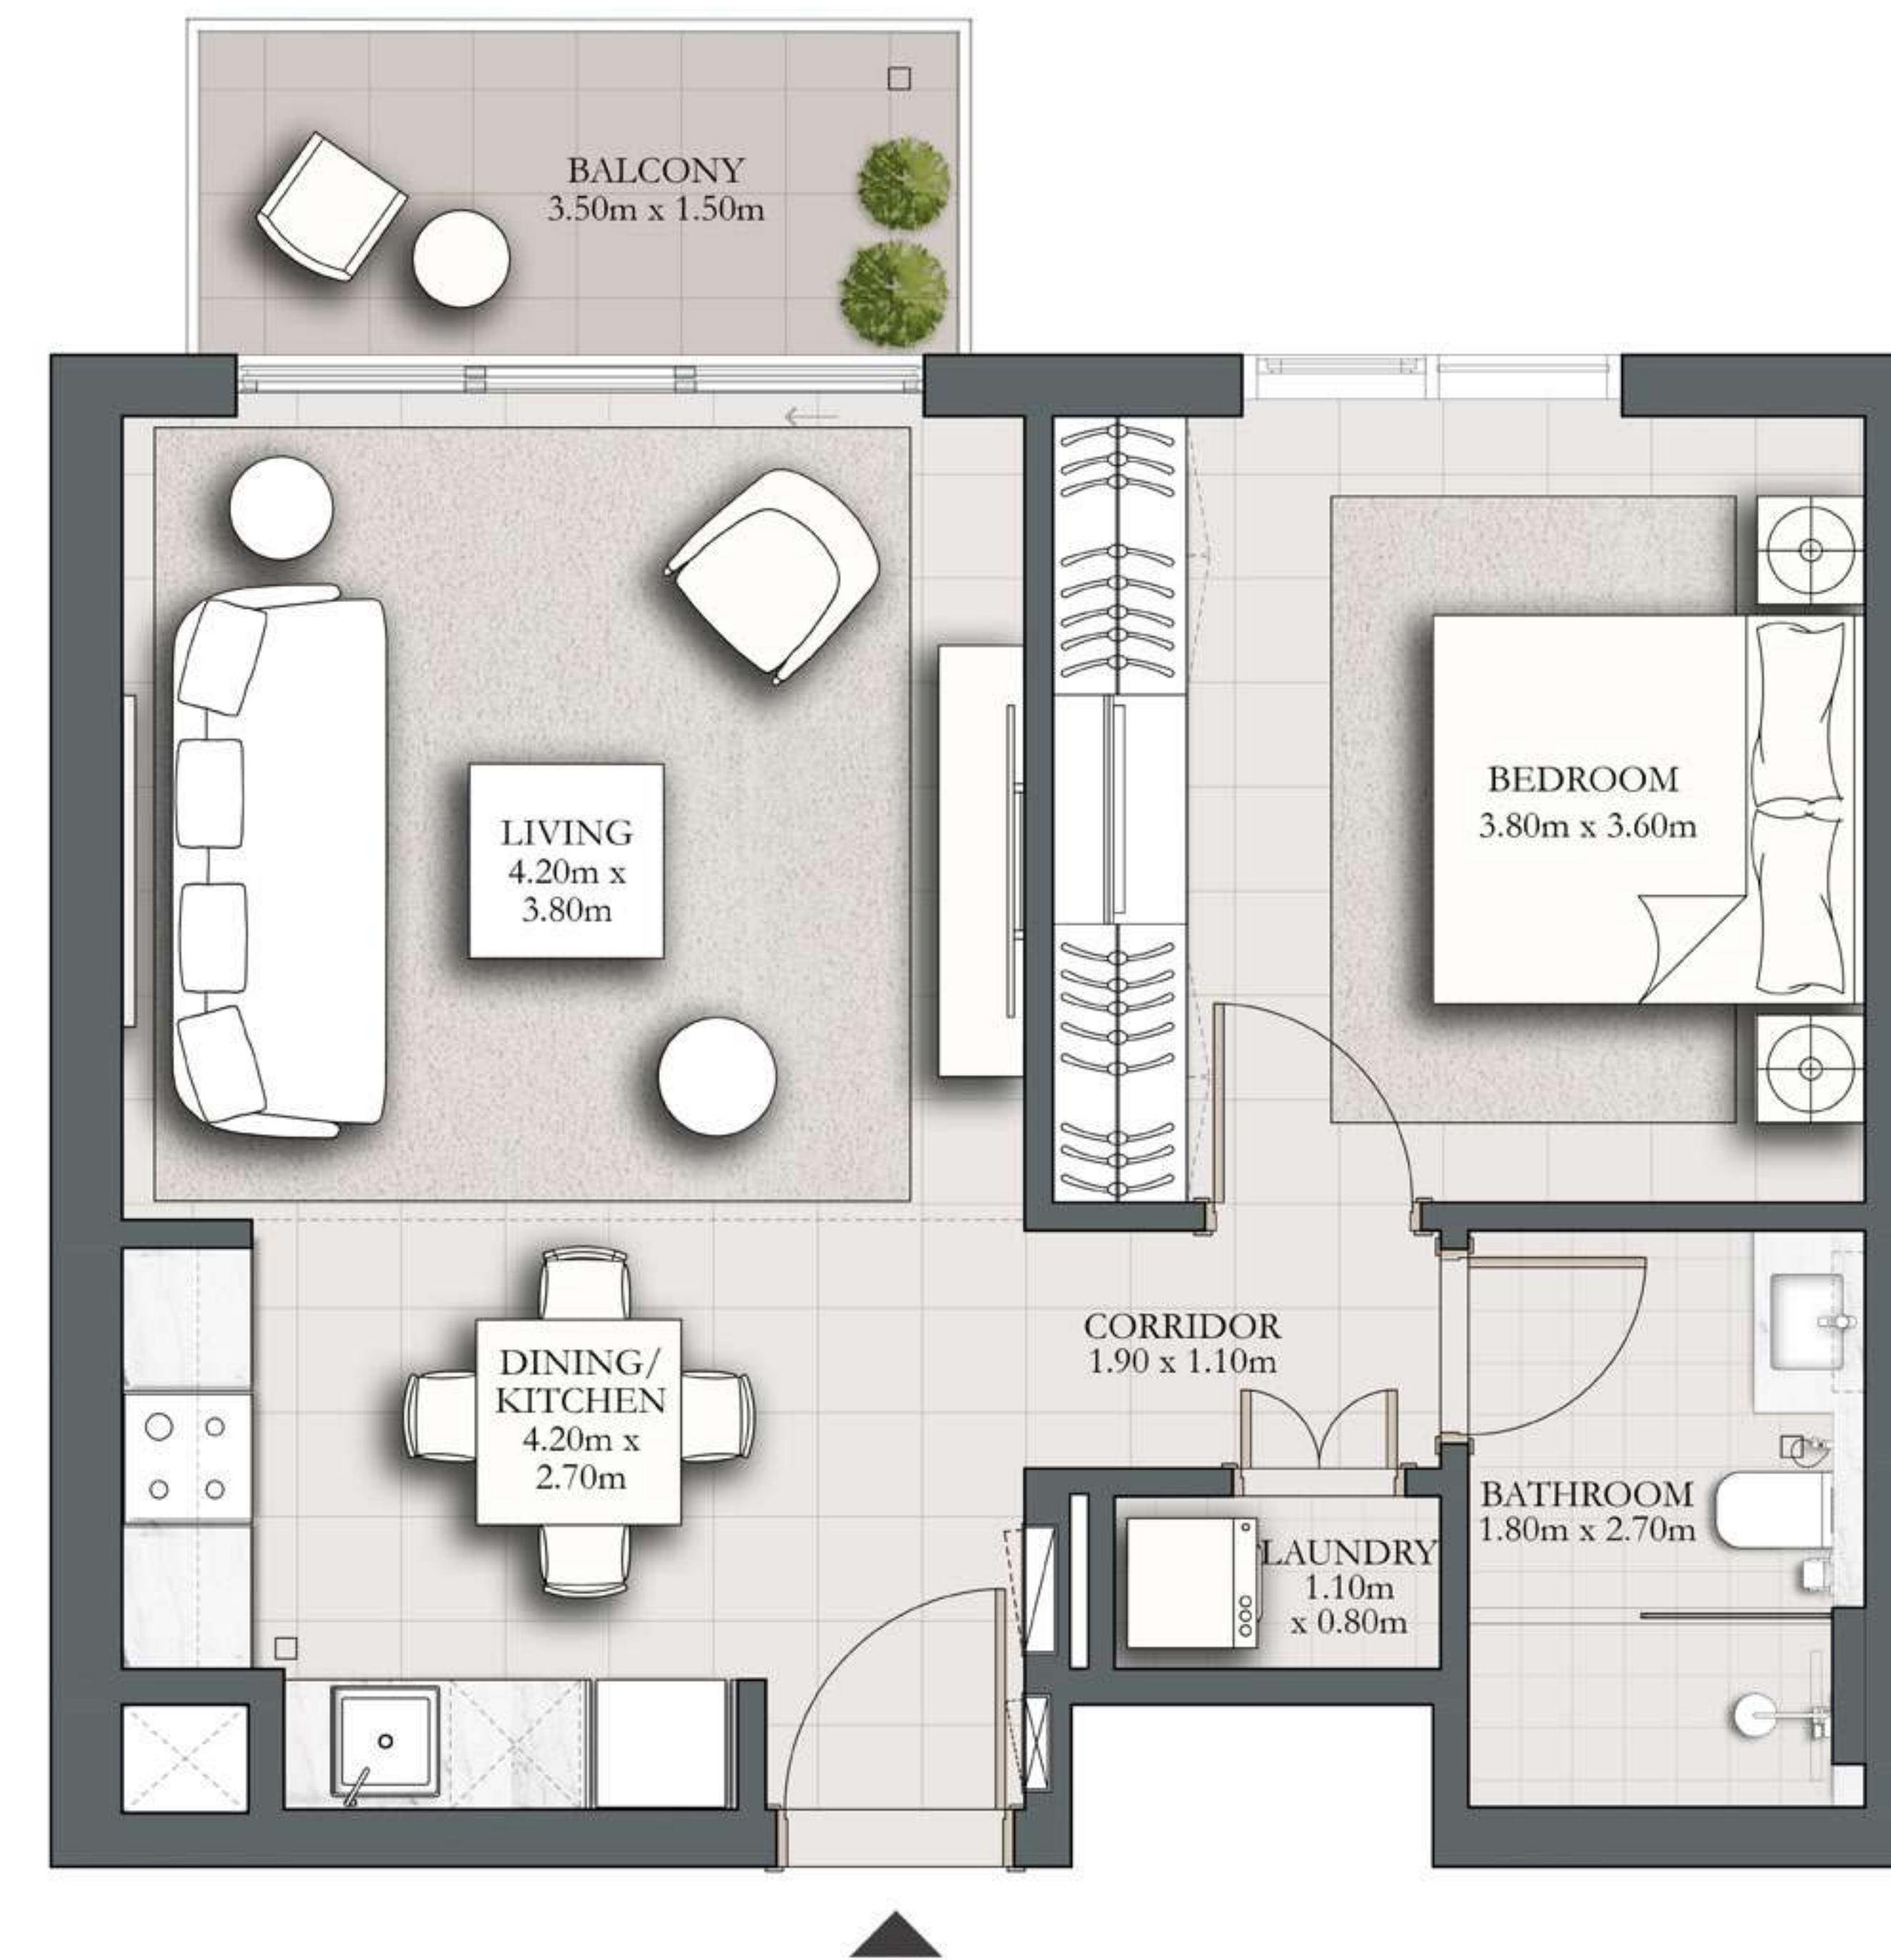 BALCONY
3.50m x 1.50m
LIVING
4.20m x
3.80m
BEDROOM
3.80m x 3.60m
DINING/
KITCHEN
4.20m x
2.70m
CORRIDOR
1.90 x 1.10m
LAUNDRY
1.10m
x 0.80m
BATHROOM
1.80m x 2.70m